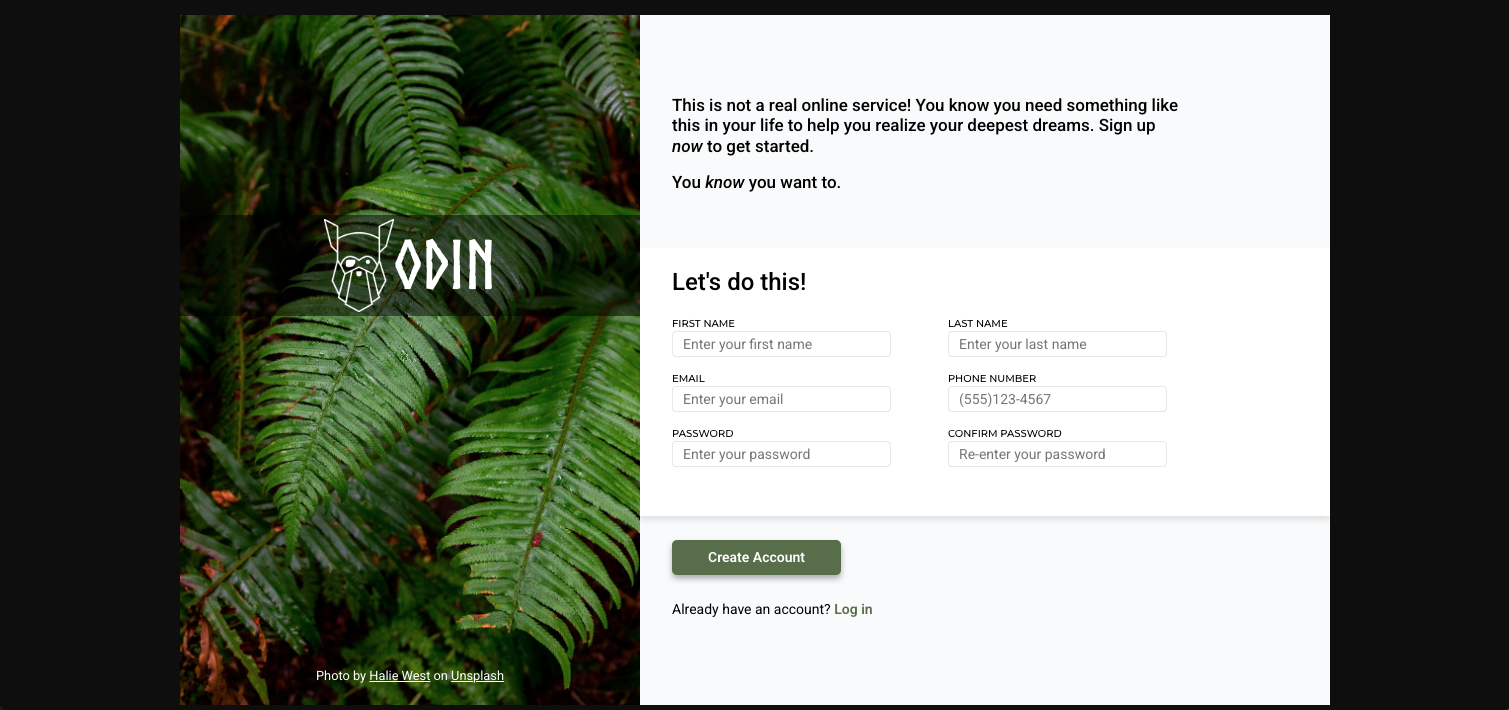 ODIN
Photo by Halie West on Unsplash
This is not a real online service! You know you need something like
this in your life to help you realize your deepest dreams. Sign up
now to get started.
You know you want to.
Let's do this!
FIRST NAME
Enter your first name
LAST NAME
Enter your last name
EMAIL
Enter your email
PHONE NUMBER
(555)123-4567
PASSWORD
Enter your password
CONFIRM PASSWORD
Re-enter your password
Create Account
Already have an account? Log in